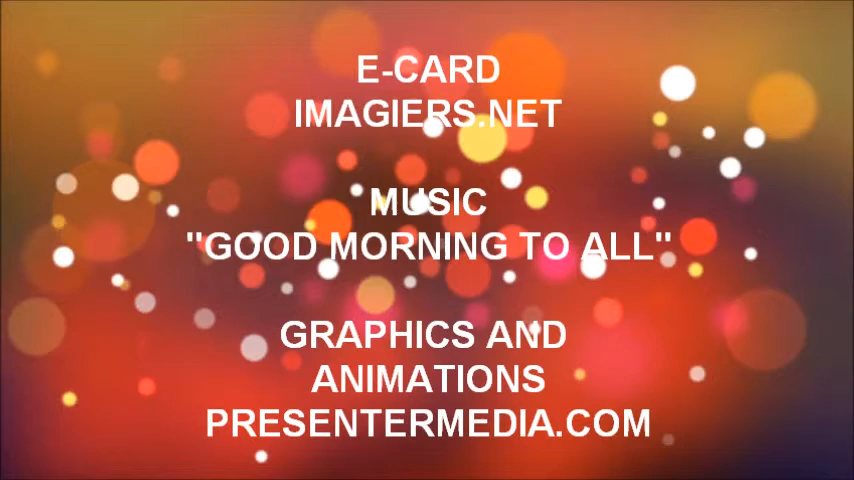 E-CARD
IMAGIERS.NET
MUSIC
"GOOD MORNING TO ALL"
GRAPHICS AND
ANIMATIONS
PRESENTERMEDIA.COM